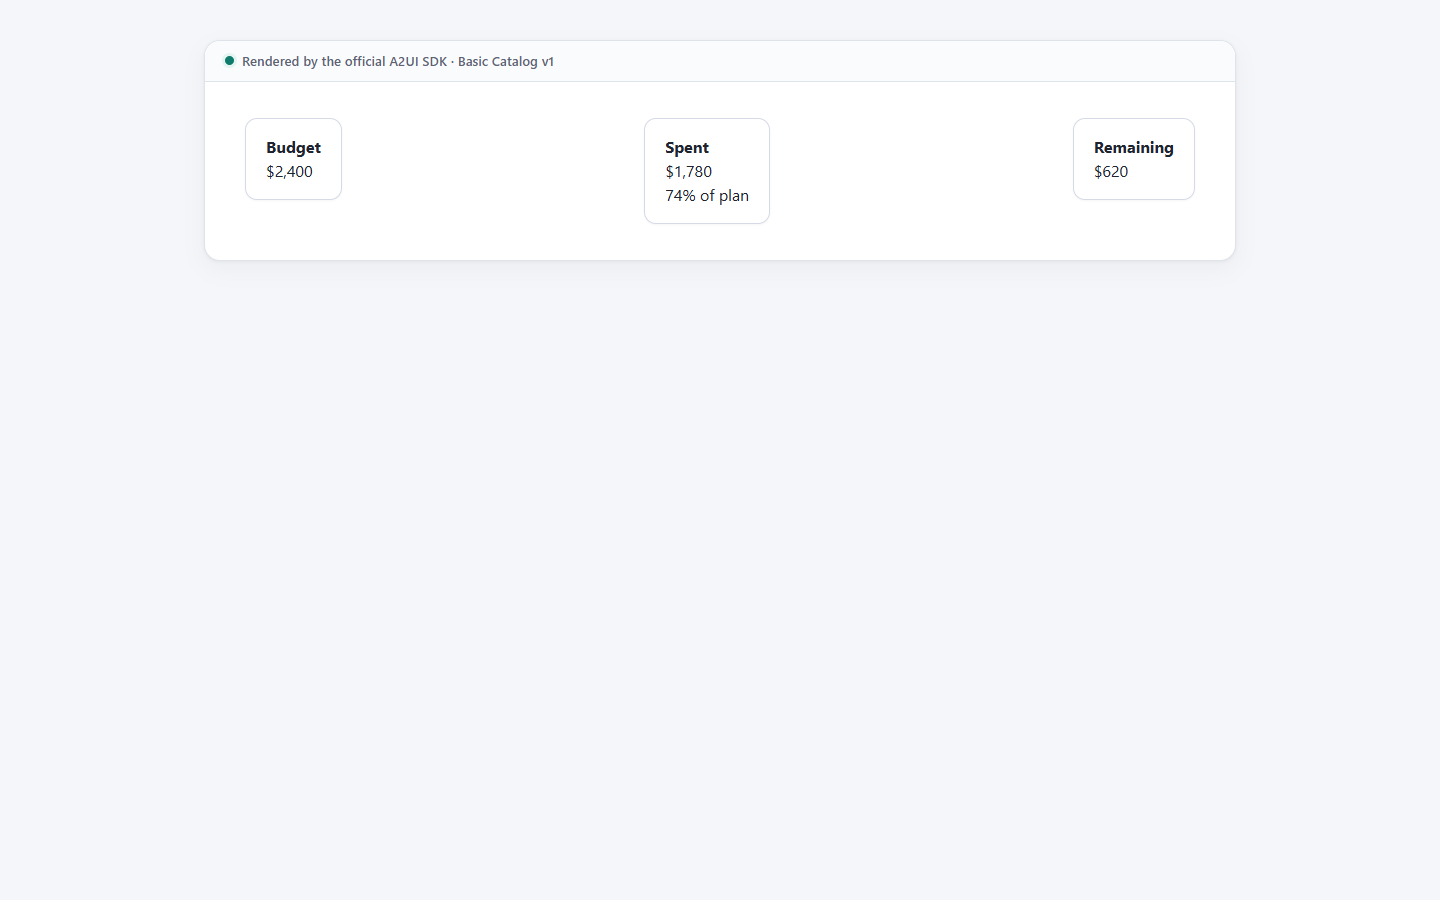 Rendered by the official A2UI SDK · Basic Catalog v1
Budget
$2,400
Spent
$1,780
74% of plan
Remaining
$620